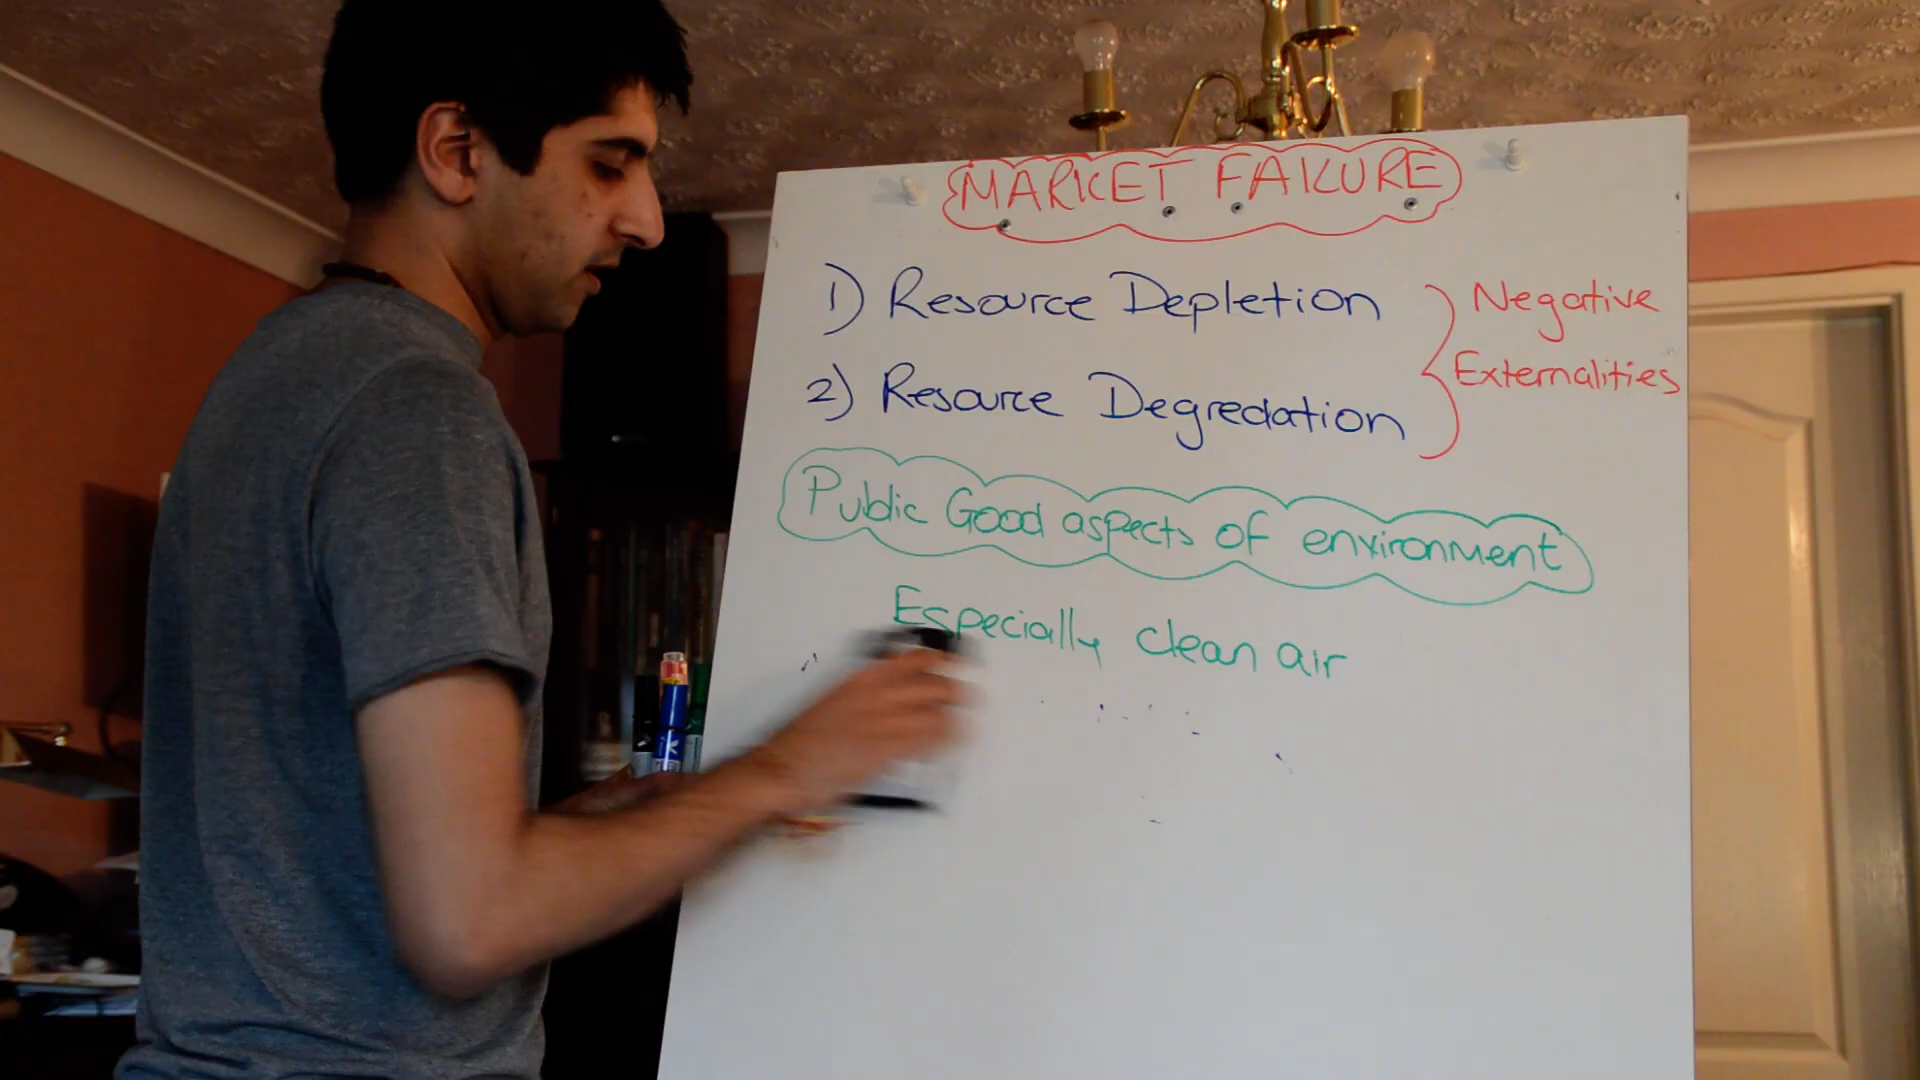 MARKET FAILURE
1) Resource Depletion
2) Resource Degredation
Negative
Externalities
Public Good aspects of environment
Especially clean air